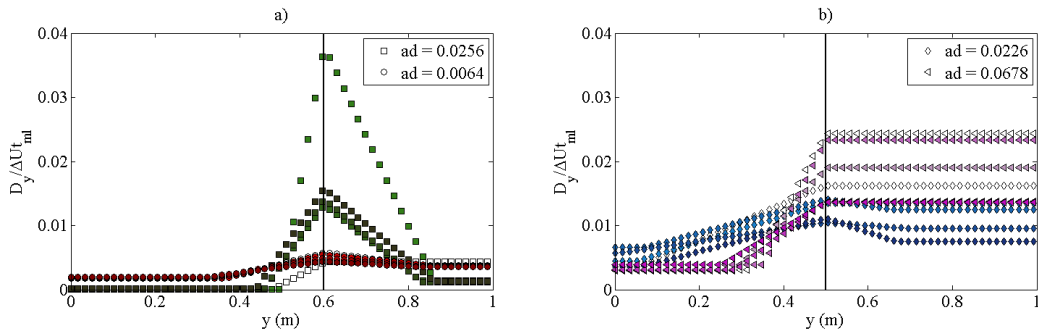 a)
D_y/ΔUt_ml
0.04
0.03
0.02
0.01
0
0
0.2
0.4
0.6
0.8
1
y (m)
ad = 0.0256
ad = 0.0064
b)
D_y/ΔUt_ml
0.04
0.03
0.02
0.01
0
0
0.2
0.4
0.6
0.8
1
y (m)
ad = 0.0226
ad = 0.0678